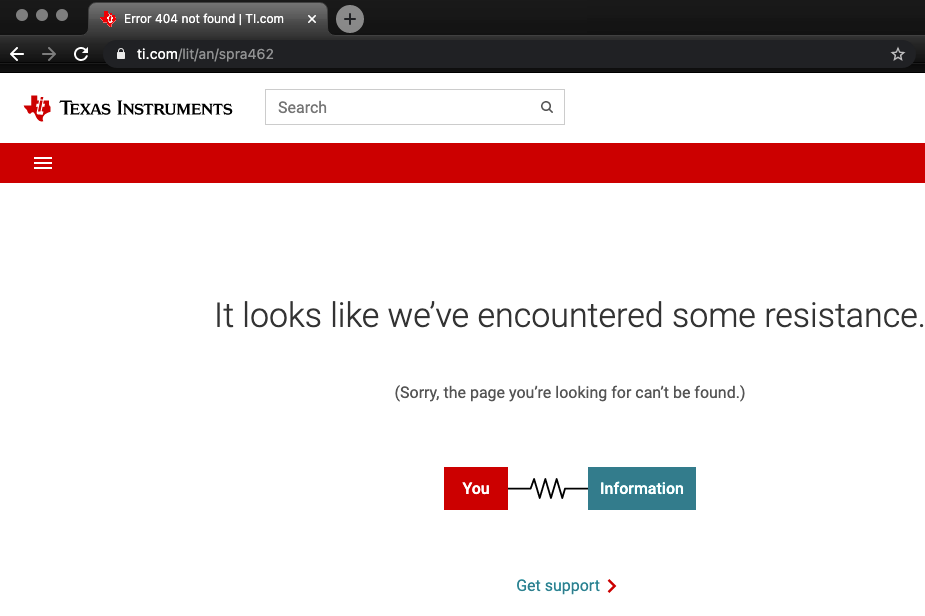 Error 404 not found | TI.com
ti.com/lit/an/spra462
TEXAS INSTRUMENTS
Search
It looks like we’ve encountered some resistance.
(Sorry, the page you’re looking for can’t be found.)
You
Information
Get support